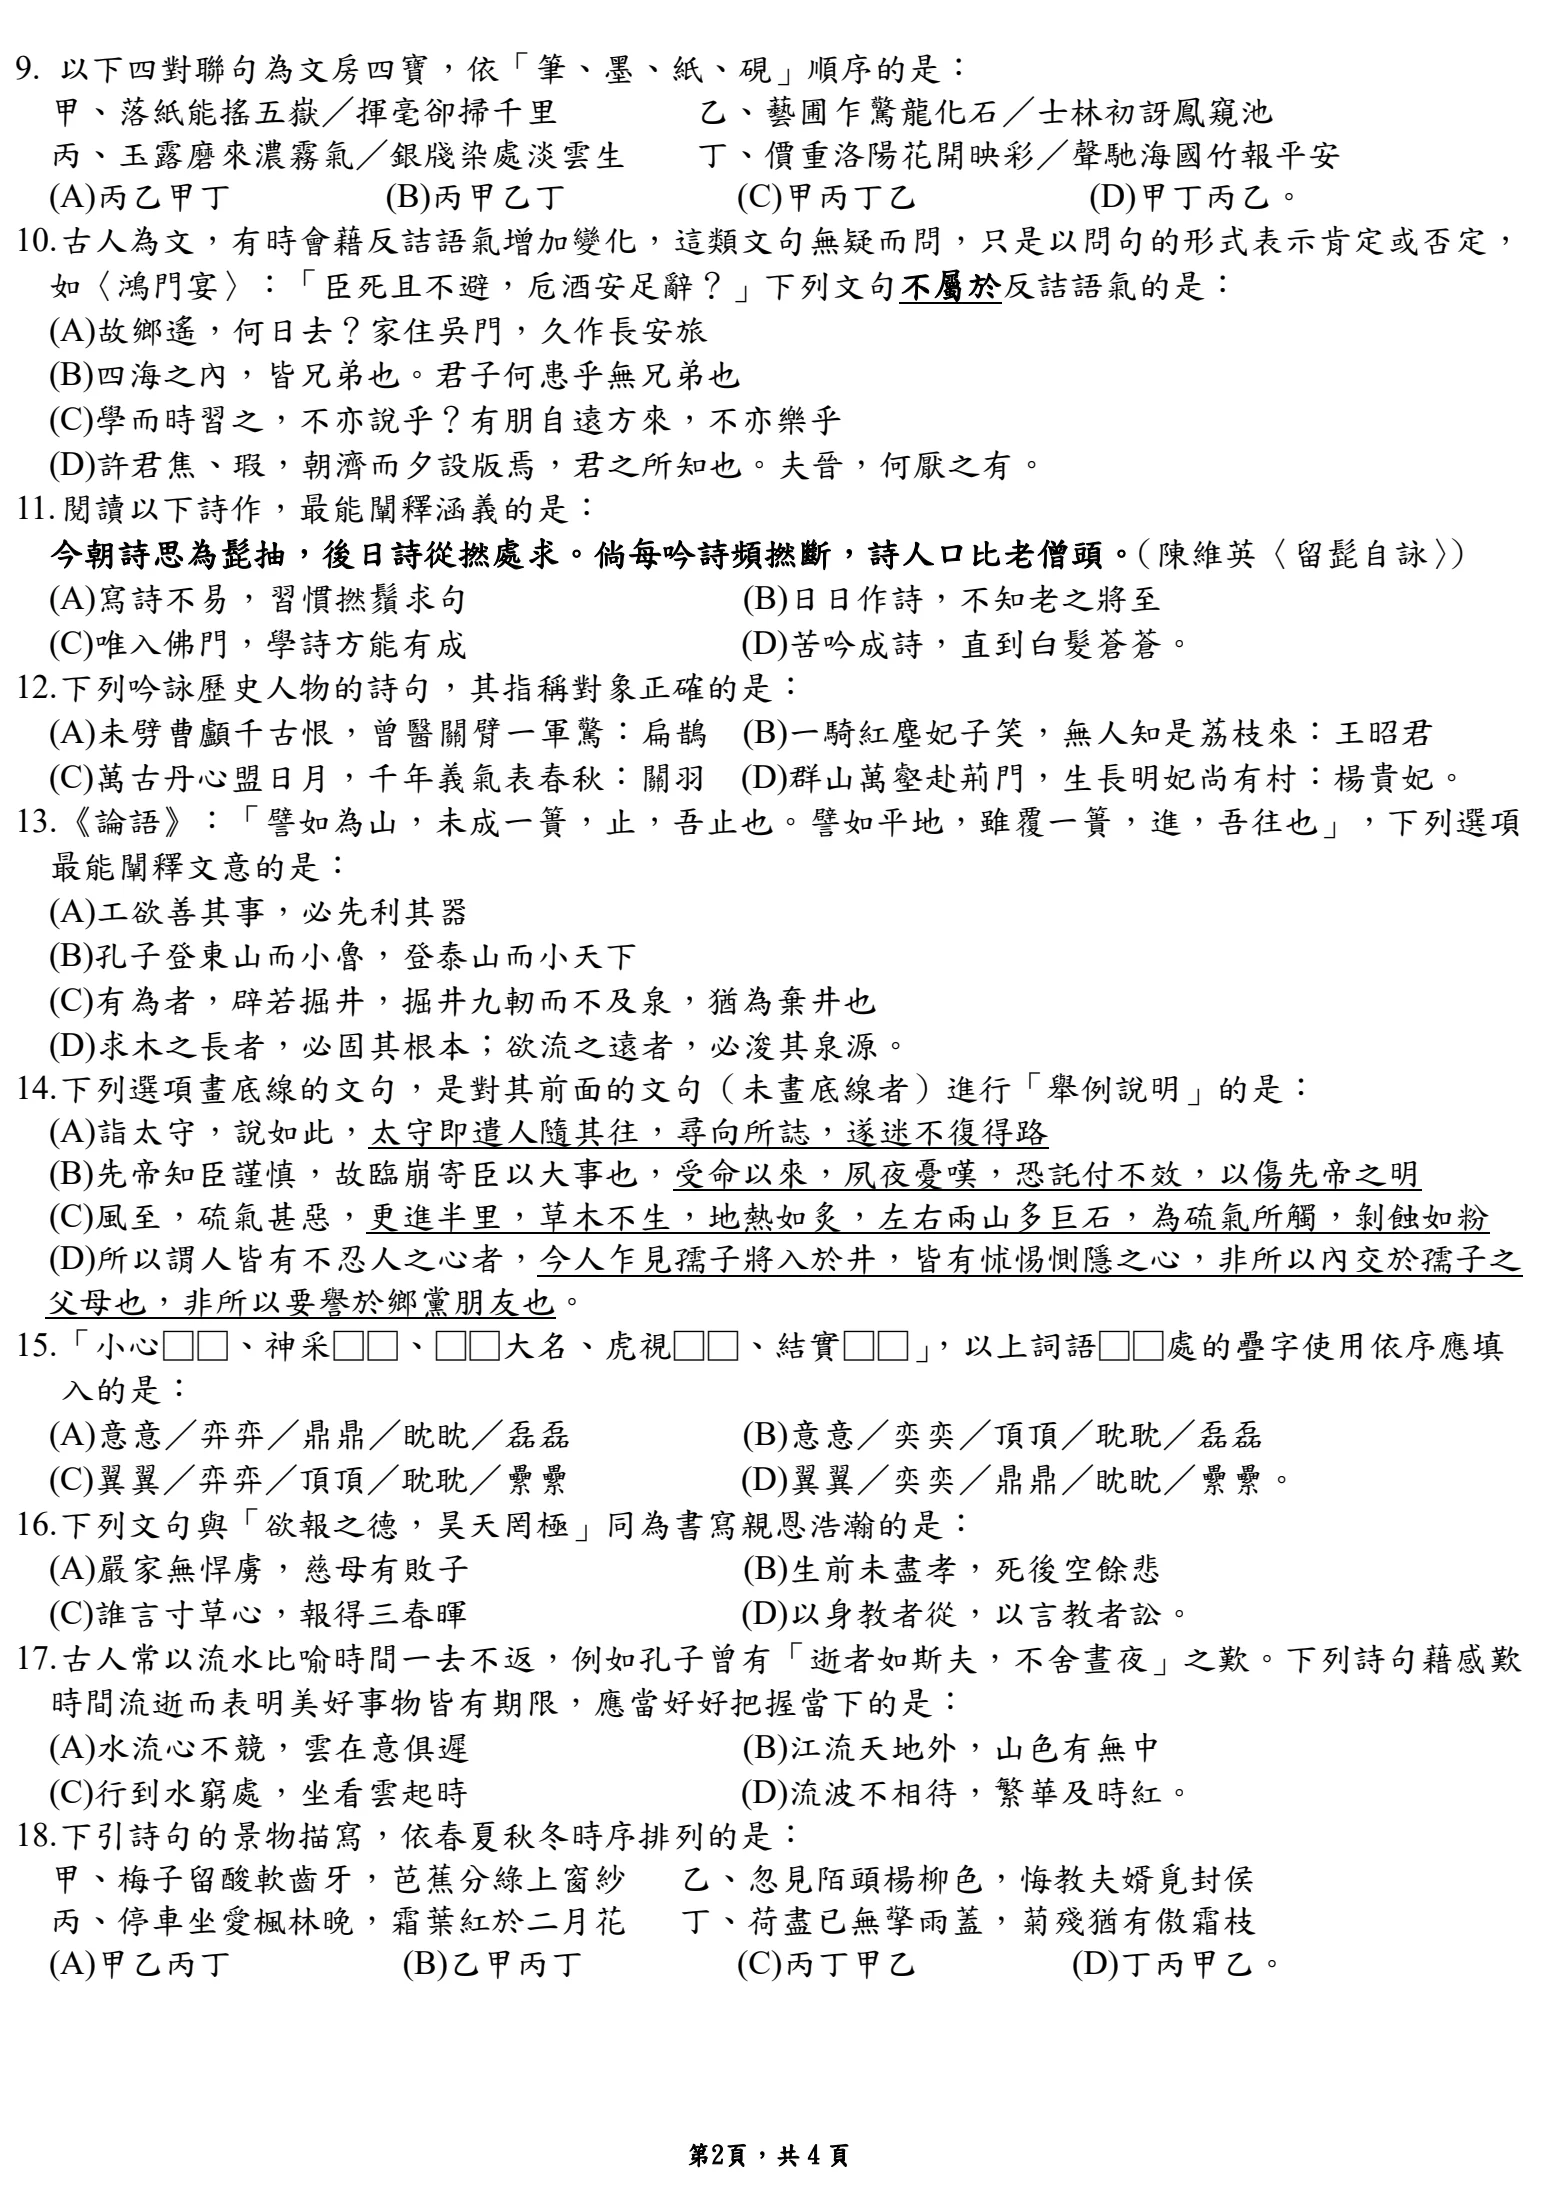 9. 以下四對聯句為文房四寶，依「筆、墨、紙、硯」順序的是：
甲、落紙能搖五嶽／揮毫卻掃千里　乙、藝圃乍驚龍化石／士林初訝鳳窺池
丙、玉露磨來濃霧氣／銀牋染處淡雲生　丁、價重洛陽花開映彩／聲馳海國竹報平安
(A)丙乙甲丁　(B)丙甲乙丁　(C)甲丙丁乙　(D)甲丁丙乙。
10.古人為文，有時會藉反詰語氣增加變化，這類文句無疑而問，只是以問句的形式表示肯定或否定，
如〈鴻門宴〉：「臣死且不避，卮酒安足辭？」下列文句不屬於反詰語氣的是：
(A)故鄉遙，何日去？家住吳門，久作長安旅
(B)四海之內，皆兄弟也。君子何患乎無兄弟也
(C)學而時習之，不亦說乎？有朋自遠方來，不亦樂乎
(D)許君焦、瑕，朝濟而夕設版焉，君之所知也。夫晉，何厭之有。
11.閱讀以下詩作，最能闡釋涵義的是：
今朝詩思為髭抽，後日詩從撚處求。倘每吟詩頻撚斷，詩人口比老僧頭。（陳維英〈留髭自詠〉）
(A)寫詩不易，習慣撚鬚求句　(B)日日作詩，不知老之將至
(C)唯入佛門，學詩方能有成　(D)苦吟成詩，直到白髮蒼蒼。
12.下列吟詠歷史人物的詩句，其指稱對象正確的是：
(A)未劈曹顱千古恨，曾醫關臂一軍驚：扁鵲　(B)一騎紅塵妃子笑，無人知是荔枝來：王昭君
(C)萬古丹心盟日月，千年義氣表春秋：關羽　(D)群山萬壑赴荊門，生長明妃尚有村：楊貴妃。
13.《論語》：「譬如為山，未成一簣，止，吾止也。譬如平地，雖覆一簣，進，吾往也」，下列選項
最能闡釋文意的是：
(A)工欲善其事，必先利其器
(B)孔子登東山而小魯，登泰山而小天下
(C)有為者，辟若掘井，掘井九軔而不及泉，猶為棄井也
(D)求木之長者，必固其根本；欲流之遠者，必浚其泉源。
14.下列選項畫底線的文句，是對其前面的文句（未畫底線者）進行「舉例說明」的是：
(A)詣太守，說如此，太守即遣人隨其往，尋向所誌，遂迷不復得路
(B)先帝知臣謹慎，故臨崩寄臣以大事也，受命以來，夙夜憂嘆，恐託付不效，以傷先帝之明
(C)風至，硫氣甚惡，更進半里，草木不生，地熱如炙，左右兩山多巨石，為硫氣所觸，剝蝕如粉
(D)所以謂人皆有不忍人之心者，今人乍見孺子將入於井，皆有怵惕惻隱之心，非所以內交於孺子之
父母也，非所以要譽於鄉黨朋友也。
15.「小心□□、神采□□、□□大名、虎視□□、結實□□」，以上詞語□□處的疊字使用依序應填
入的是：
(A)意意／弈弈／鼎鼎／眈眈／磊磊　(B)意意／奕奕／頂頂／耽耽／磊磊
(C)翼翼／弈弈／頂頂／耽耽／纍纍　(D)翼翼／奕奕／鼎鼎／眈眈／纍纍。
16.下列文句與「欲報之德，昊天罔極」同為書寫親恩浩瀚的是：
(A)嚴家無悍虜，慈母有敗子　(B)生前未盡孝，死後空餘悲
(C)誰言寸草心，報得三春暉　(D)以身教者從，以言教者訟。
17.古人常以流水比喻時間一去不返，例如孔子曾有「逝者如斯夫，不舍晝夜」之歎。下列詩句藉感歎
時間流逝而表明美好事物皆有期限，應當好好把握當下的是：
(A)水流心不競，雲在意俱遲　(B)江流天地外，山色有無中
(C)行到水窮處，坐看雲起時　(D)流波不相待，繁華及時紅。
18.下引詩句的景物描寫，依春夏秋冬時序排列的是：
甲、梅子留酸軟齒牙，芭蕉分綠上窗紗　乙、忽見陌頭楊柳色，悔教夫婿覓封侯
丙、停車坐愛楓林晚，霜葉紅於二月花　丁、荷盡已無擎雨蓋，菊殘猶有傲霜枝
(A)甲乙丙丁　(B)乙甲丙丁　(C)丙丁甲乙　(D)丁丙甲乙。
第2頁，共 4 頁